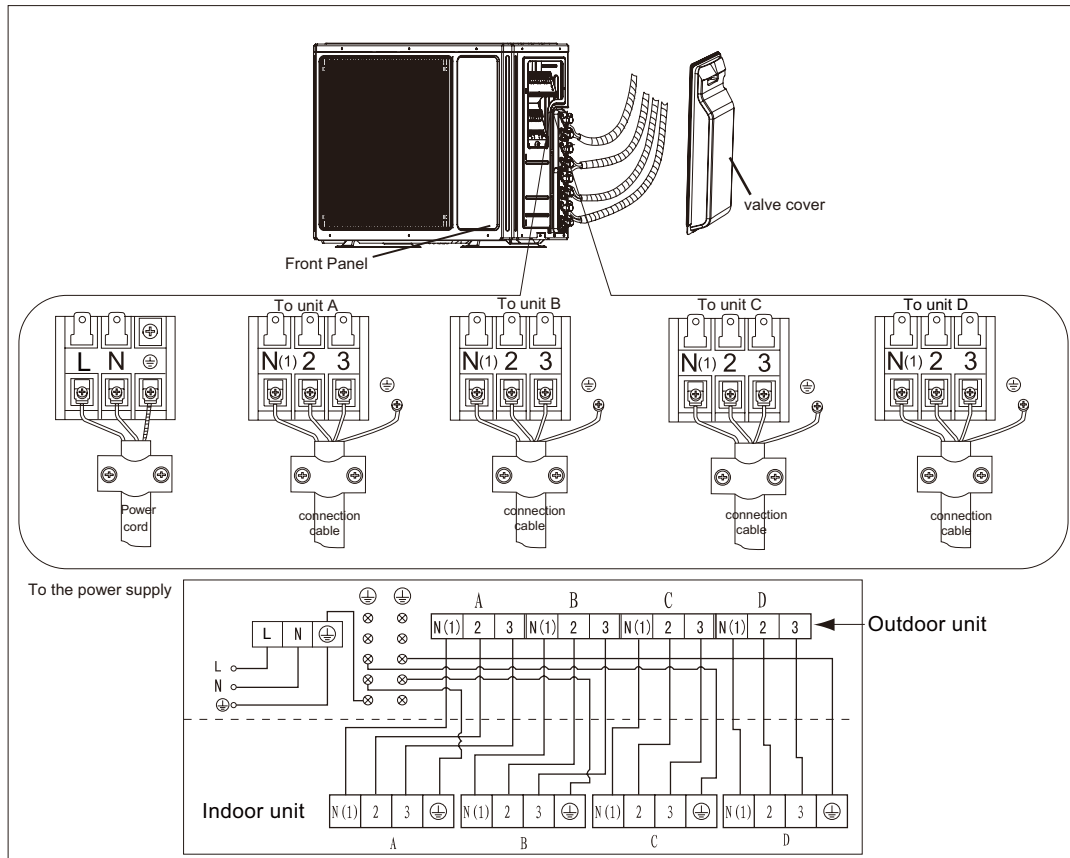 valve cover
Front Panel
To unit A
To unit B
To unit C
To unit D
L N
N(1) 2 3
N(1) 2 3
N(1) 2 3
N(1) 2 3
Power
cord
connection
cable
connection
cable
connection
cable
connection
cable
To the power supply
A B C D
L N
N(1) 2 3 N(1) 2 3 N(1) 2 3 N(1) 2 3
Outdoor unit
L
N
Indoor unit
N(1) 2 3 N(1) 2 3 N(1) 2 3 N(1) 2 3
A B C D